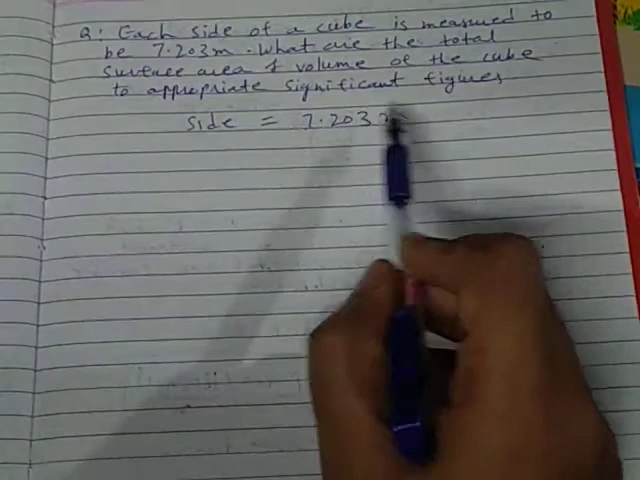 Q: Each side of a cube is measured to
be 7.203m. What are the total
surface area & volume of the cube
to appropriate significant figures
side = 7.203 m